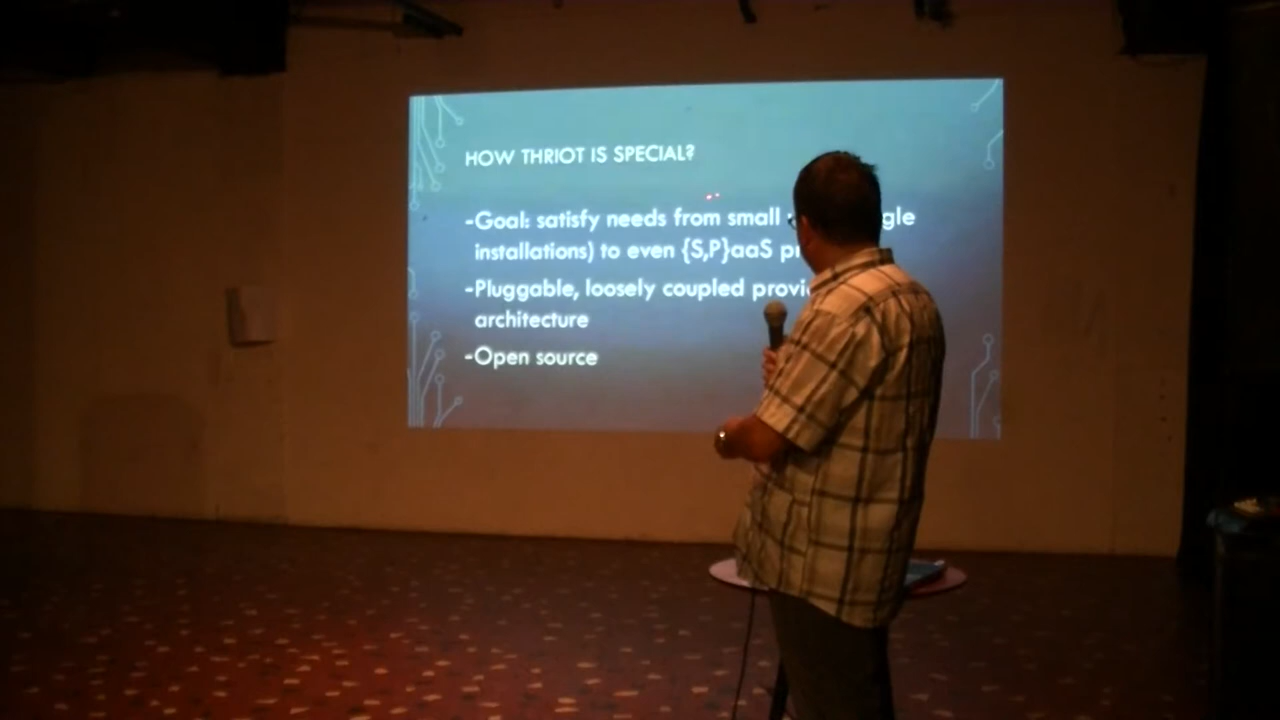 HOW THRIOT IS SPECIAL?
-Goal: satisfy needs from small
installations) to even {S,P}aaS
-Pluggable, loosely coupled
architecture
-Open source